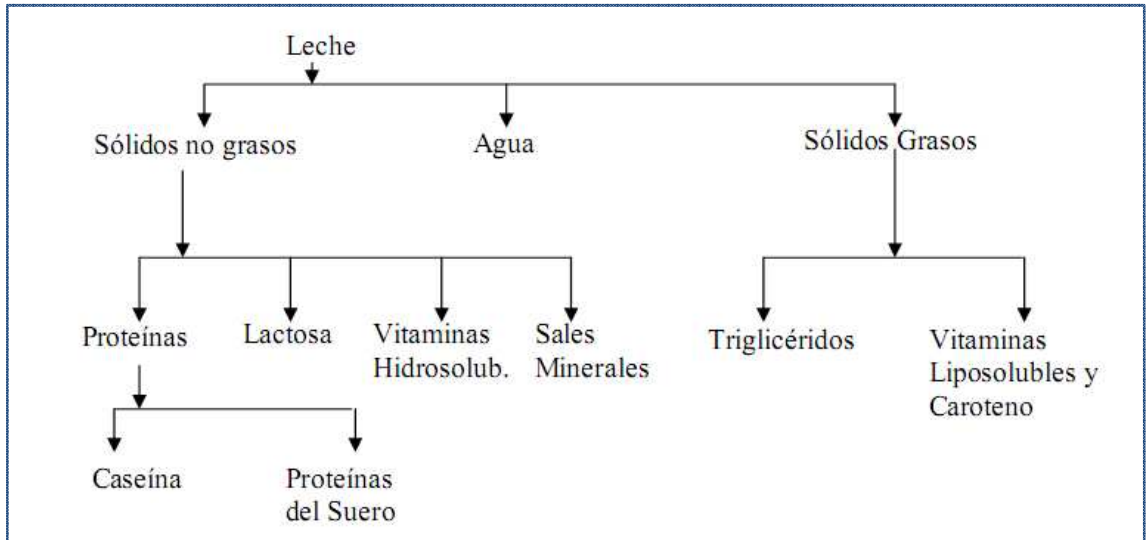 Leche
Sólidos no grasos
Agua
Sólidos Grasos
Proteínas
Lactosa
Vitaminas
Hidrosolub.
Sales
Minerales
Triglicéridos
Vitaminas
Liposolubles y
Caroteno
Caseína
Proteínas
del Suero